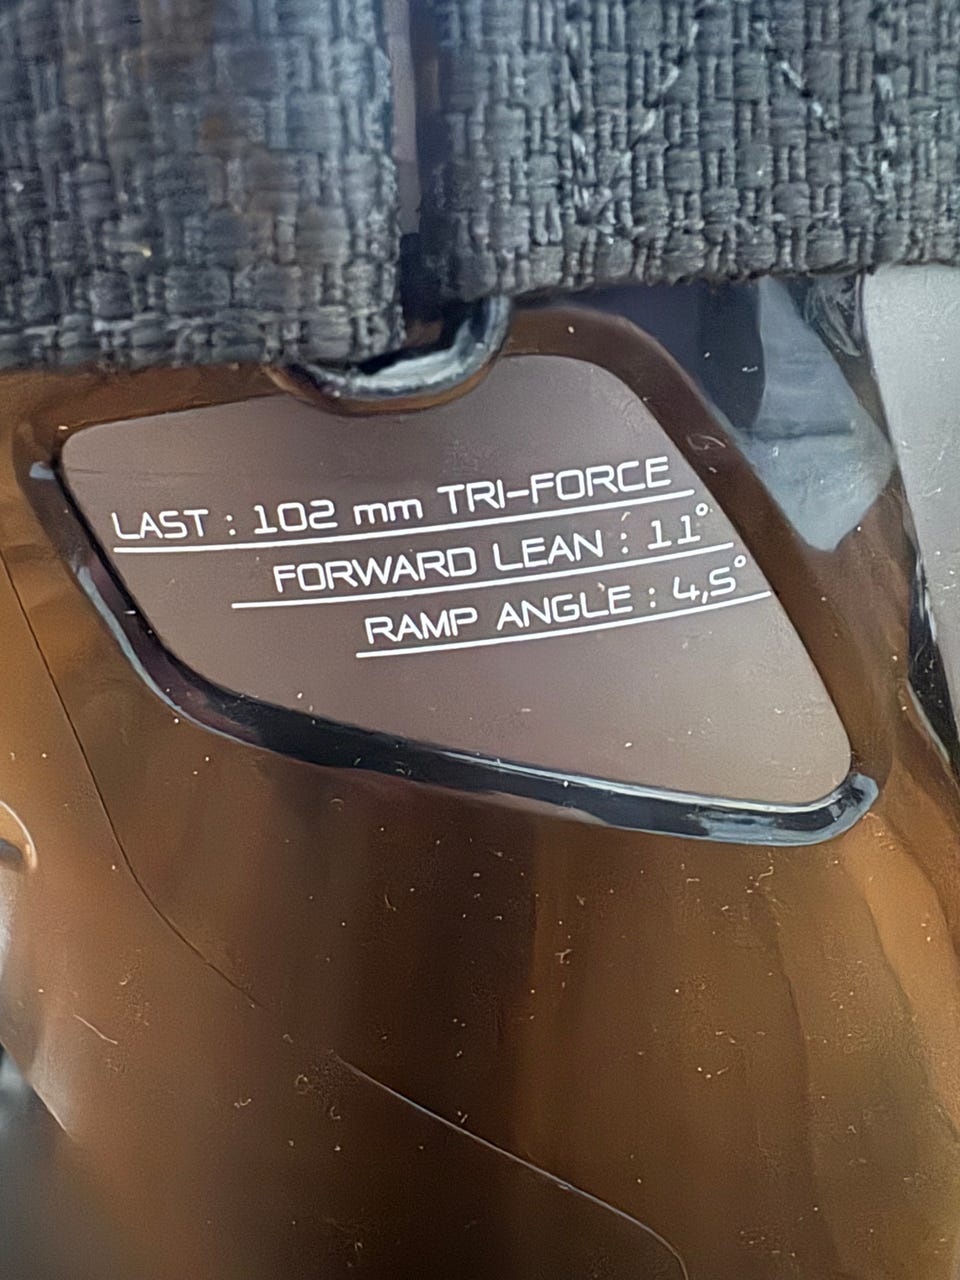 LAST : 102 mm TRI-FORCE
FORWARD LEAN : 11°
RAMP ANGLE : 4,5°